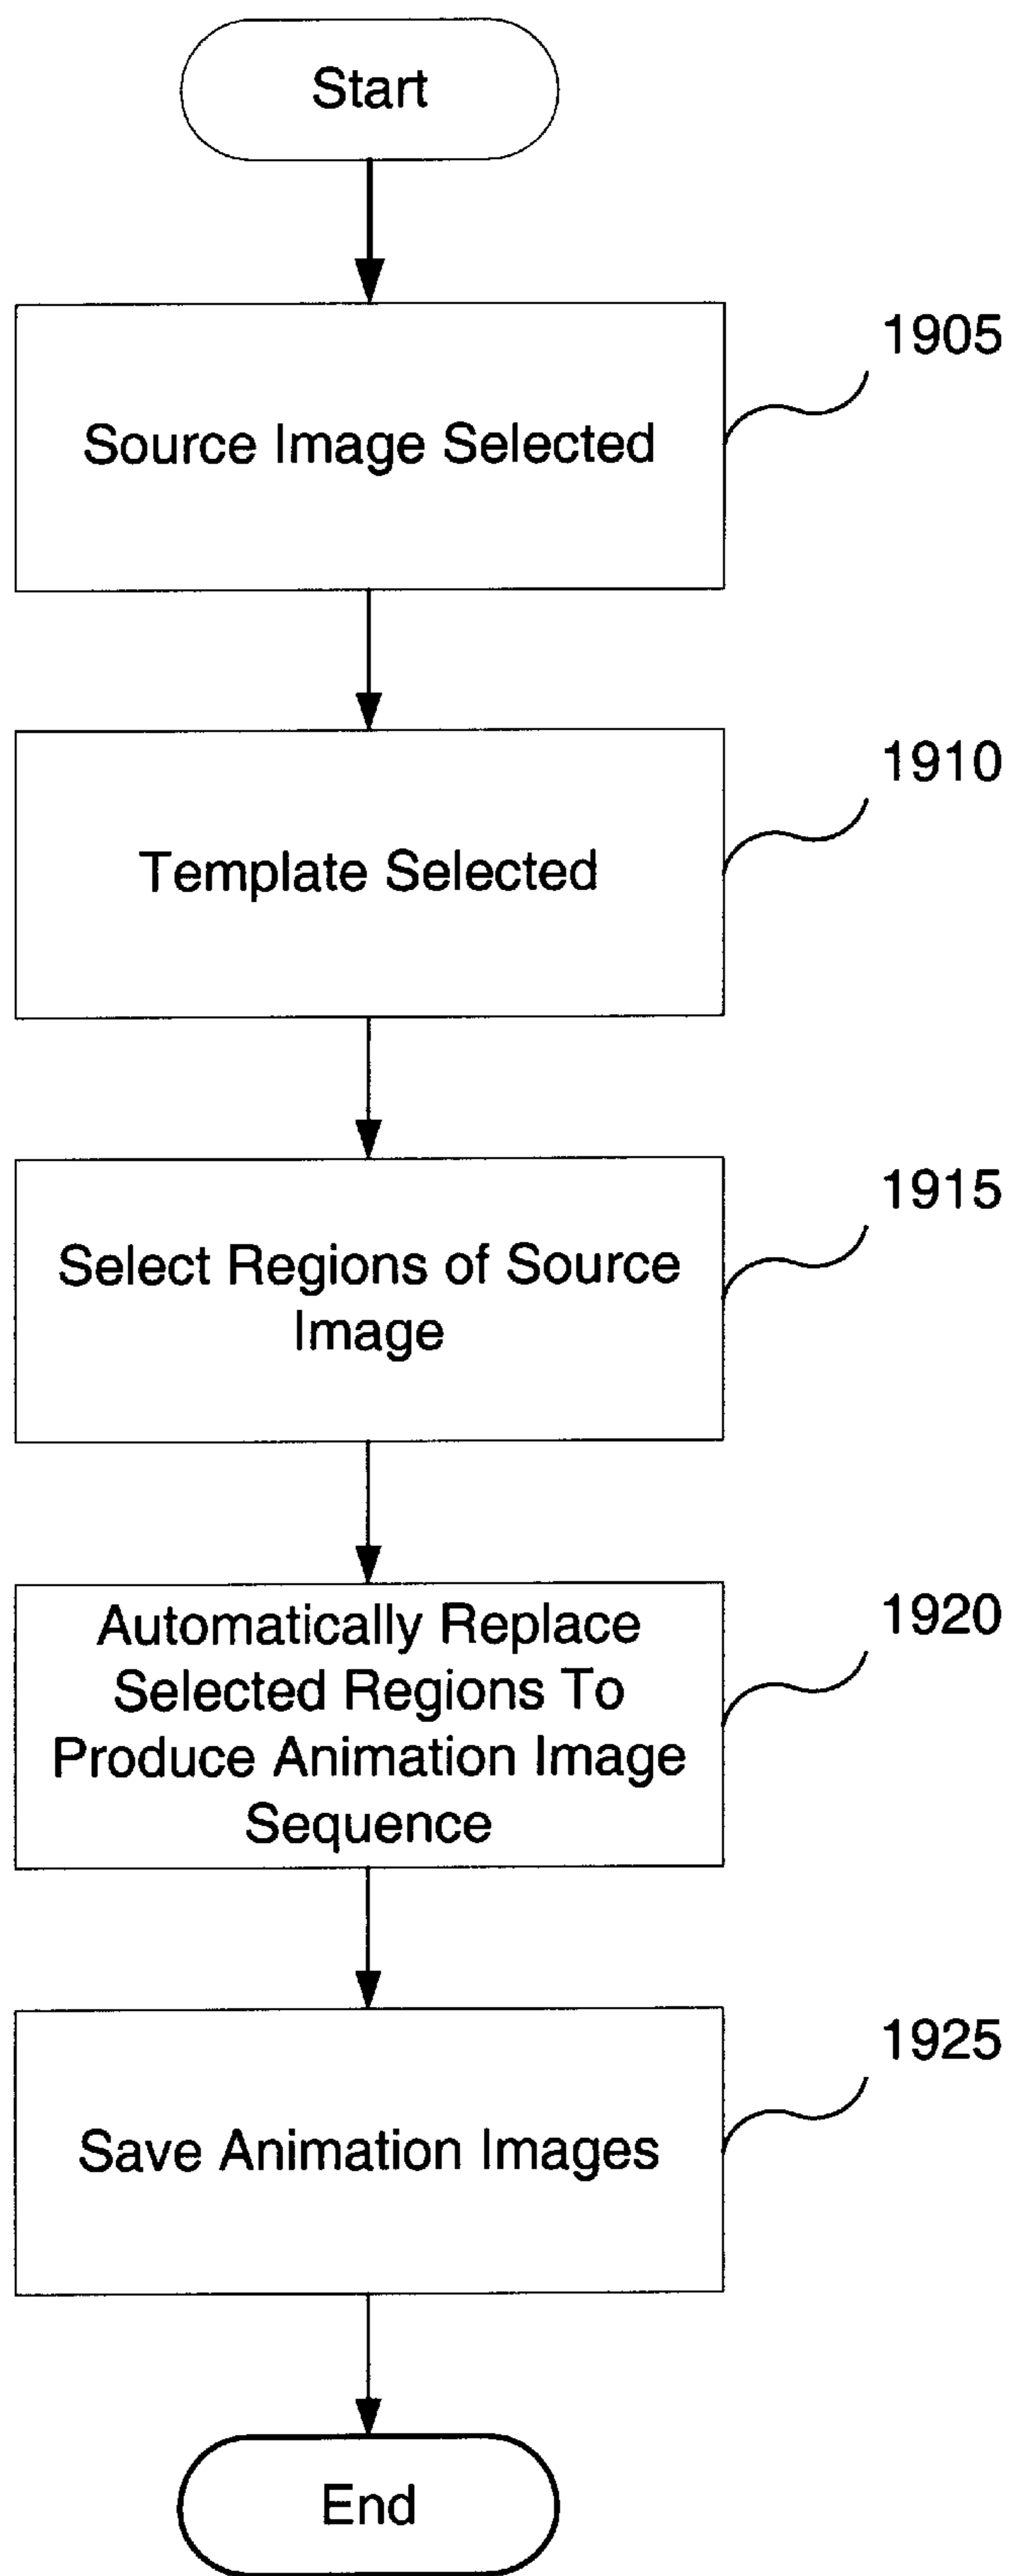 Start
1905
Source Image Selected
1910
Template Selected
1915
Select Regions of Source
Image
1920
Automatically Replace
Selected Regions To
Produce Animation Image
Sequence
1925
Save Animation Images
End